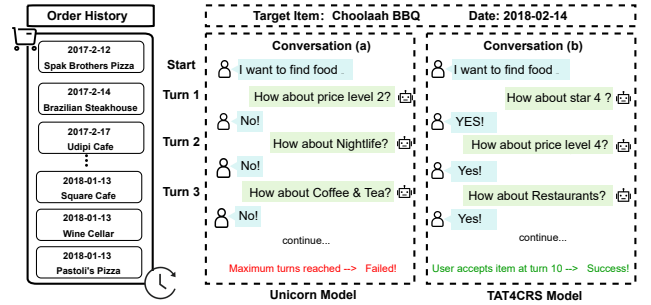 Order History
2017-2-12
Spak Brothers Pizza
2017-2-14
Brazilian Steakhouse
2017-2-17
Udipi Cafe
2018-01-13
Square Cafe
2018-01-13
Wine Cellar
2018-01-13
Pastoli's Pizza
Target Item: Choolaah BBQ Date: 2018-02-14
Start
Turn 1
Turn 2
Turn 3
Conversation (a)
I want to find food .
How about price level 2?
No!
How about Nightlife?
No!
How about Coffee & Tea?
No!
continue...
Maximum turns reached --> Failed!
Unicorn Model
Conversation (b)
I want to find food .
How about star 4 ?
YES!
How about price level 4?
Yes!
How about Restaurants?
Yes!
continue...
User accepts item at turn 10 --> Success!
TAT4CRS Model